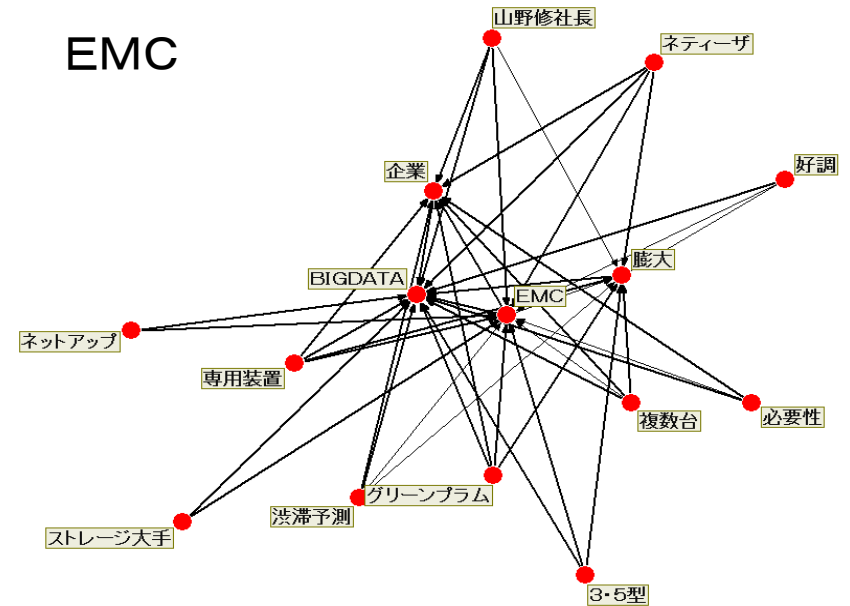 EMC
山野修社長
ネティーザ
企業
好調
膨大
BIGDATA
EMC
ネットアップ
専用装置
複数台
必要性
グリーンプラム
渋滞予測
ストレージ大手
3・5型